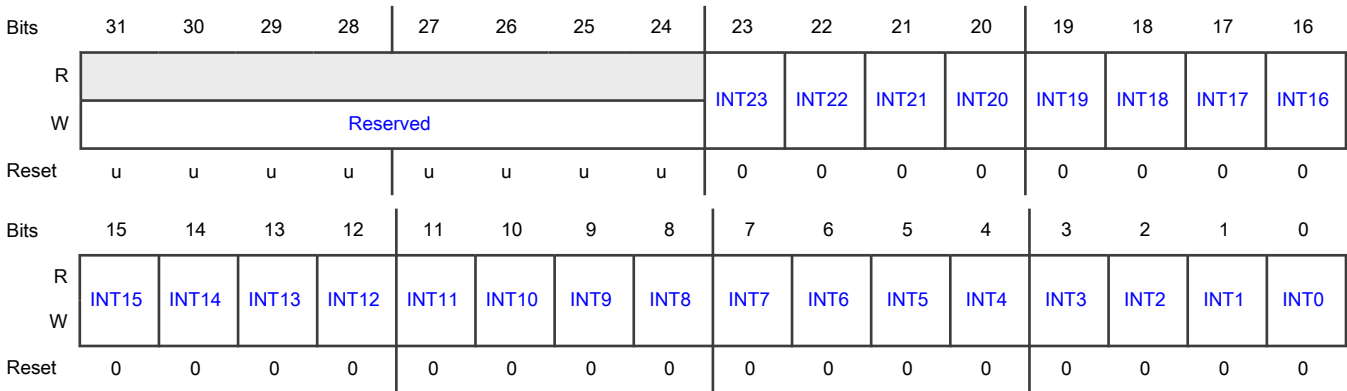 Bits 31 30 29 28 27 26 25 24 23 22 21 20 19 18 17 16
R
INT23 INT22 INT21 INT20 INT19 INT18 INT17 INT16
W Reserved
Reset u u u u u u u u 0 0 0 0 0 0 0 0
Bits 15 14 13 12 11 10 9 8 7 6 5 4 3 2 1 0
R
INT15 INT14 INT13 INT12 INT11 INT10 INT9 INT8 INT7 INT6 INT5 INT4 INT3 INT2 INT1 INT0
W
Reset 0 0 0 0 0 0 0 0 0 0 0 0 0 0 0 0